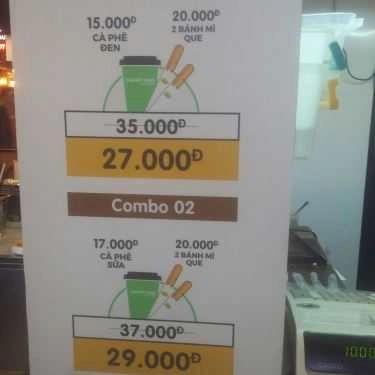 15.000Đ 20.000Đ
CÀ PHÊ 2 BÁNH MÌ
ĐEN QUE
35.000Đ
27.000Đ
Combo 02
17.000Đ 20.000Đ
CÀ PHÊ 2 BÁNH MÌ
SỮA QUE
37.000Đ
29.000Đ